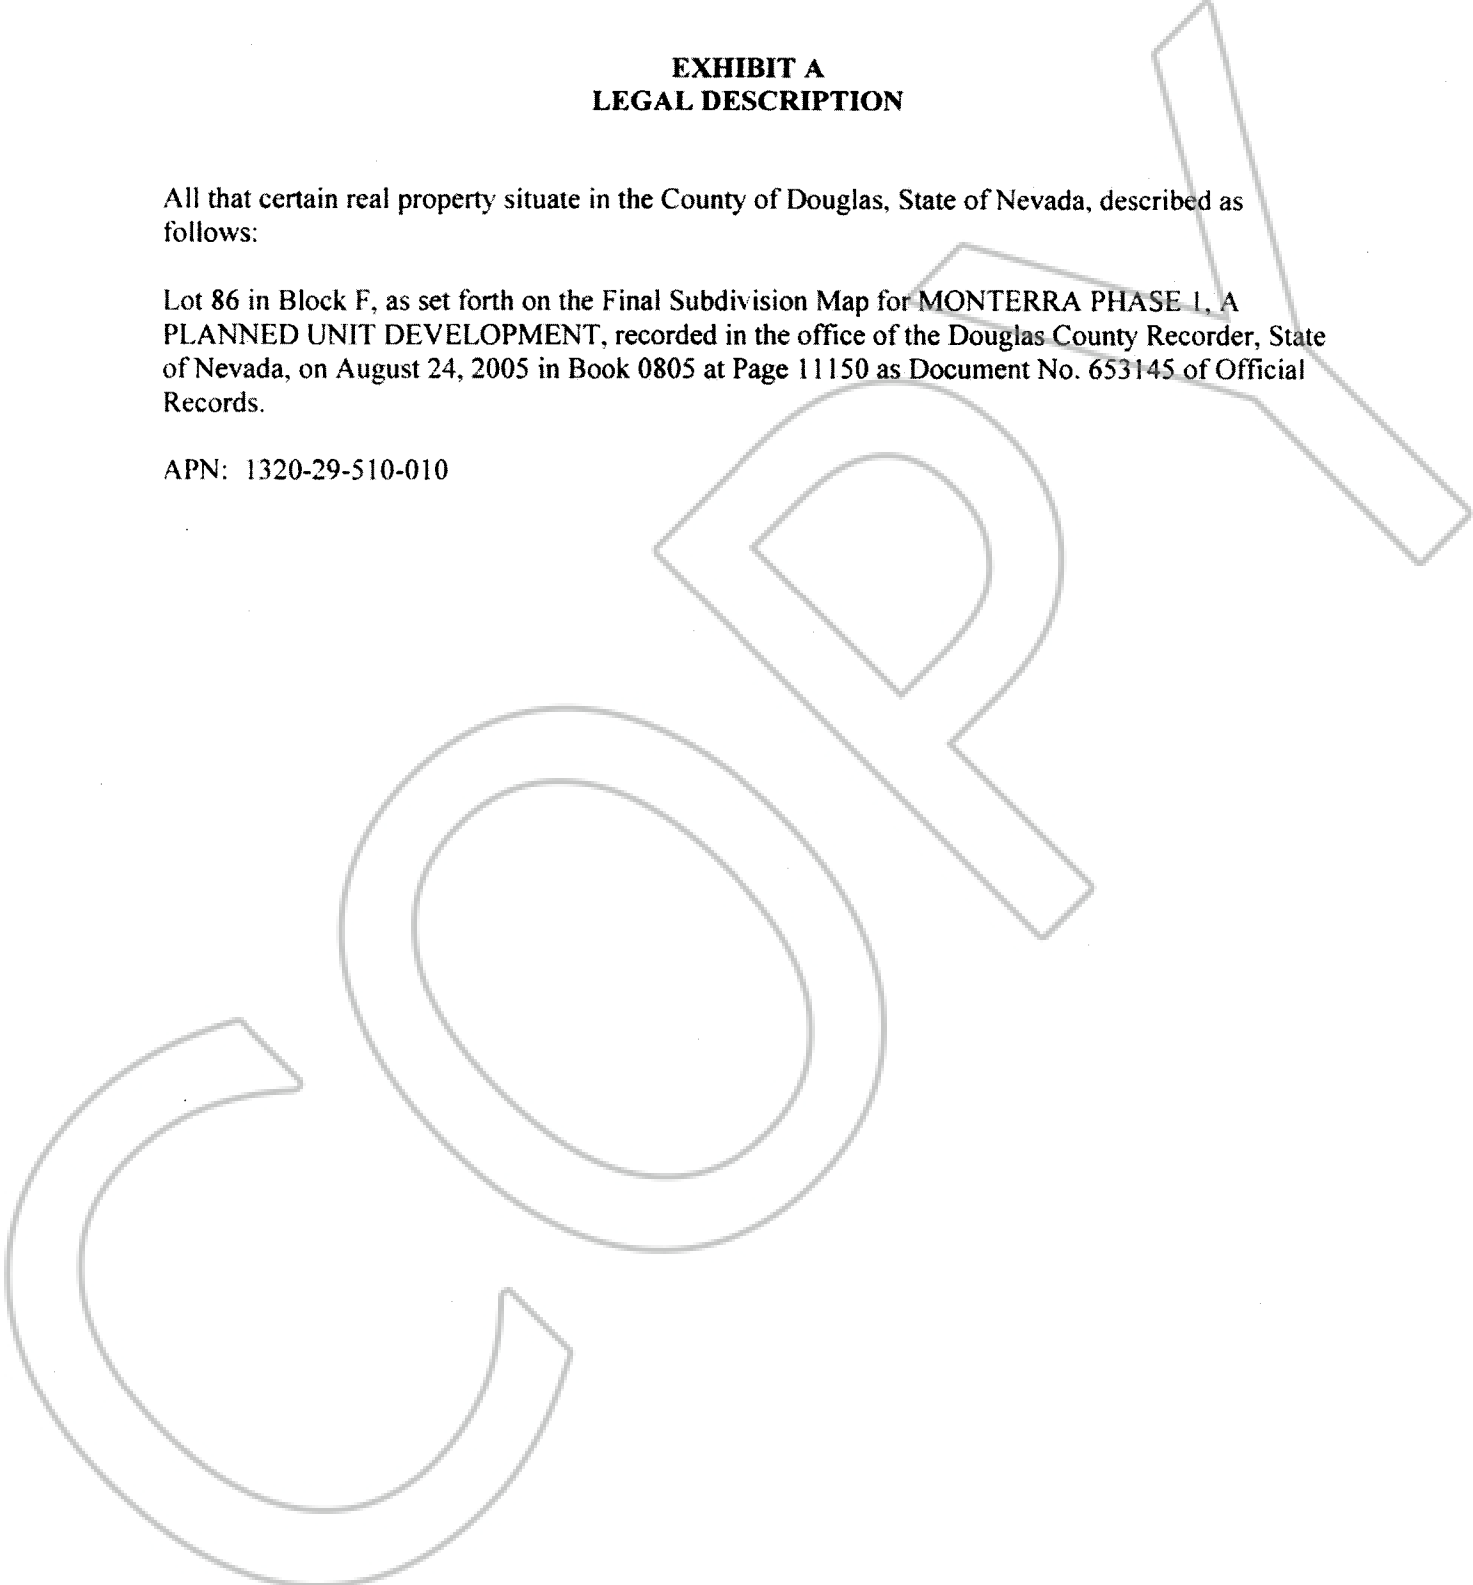 EXHIBIT A
LEGAL DESCRIPTION
All that certain real property situate in the County of Douglas, State of Nevada, described as
follows:
Lot 86 in Block F, as set forth on the Final Subdivision Map for MONTERRA PHASE 1, A
PLANNED UNIT DEVELOPMENT, recorded in the office of the Douglas County Recorder, State
of Nevada, on August 24, 2005 in Book 0805 at Page 11150 as Document No. 653145 of Official
Records.
APN: 1320-29-510-010
COPY